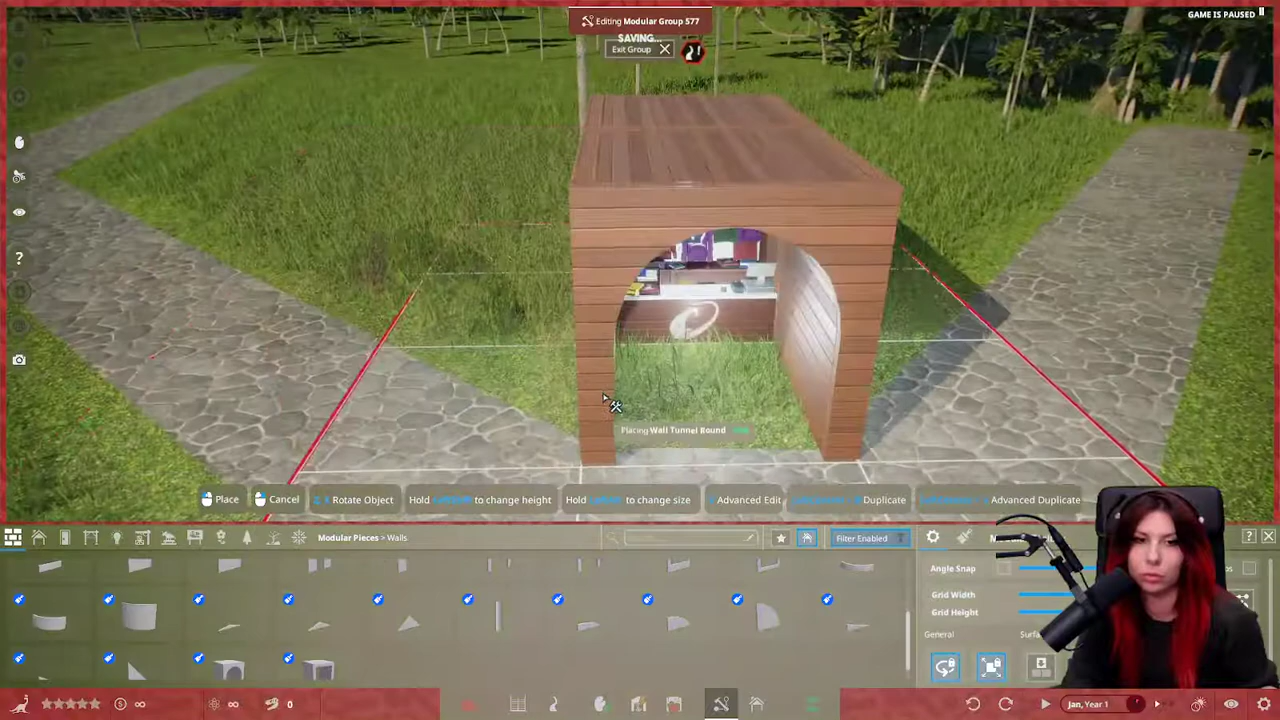 Editing Modular Group 577
SAVING...
Exit Group
GAME IS PAUSED
?
Placing Wall Tunnel Round
Place
Cancel
Rotate Object
Hold
to change height
Hold
to change size
Advanced Edit
Duplicate
Advanced Duplicate
Modular Pieces > Walls
Filter Enabled
?
Angle Snap
Grid Width
Grid Height
General
∞
∞
0
Jan, Year 1